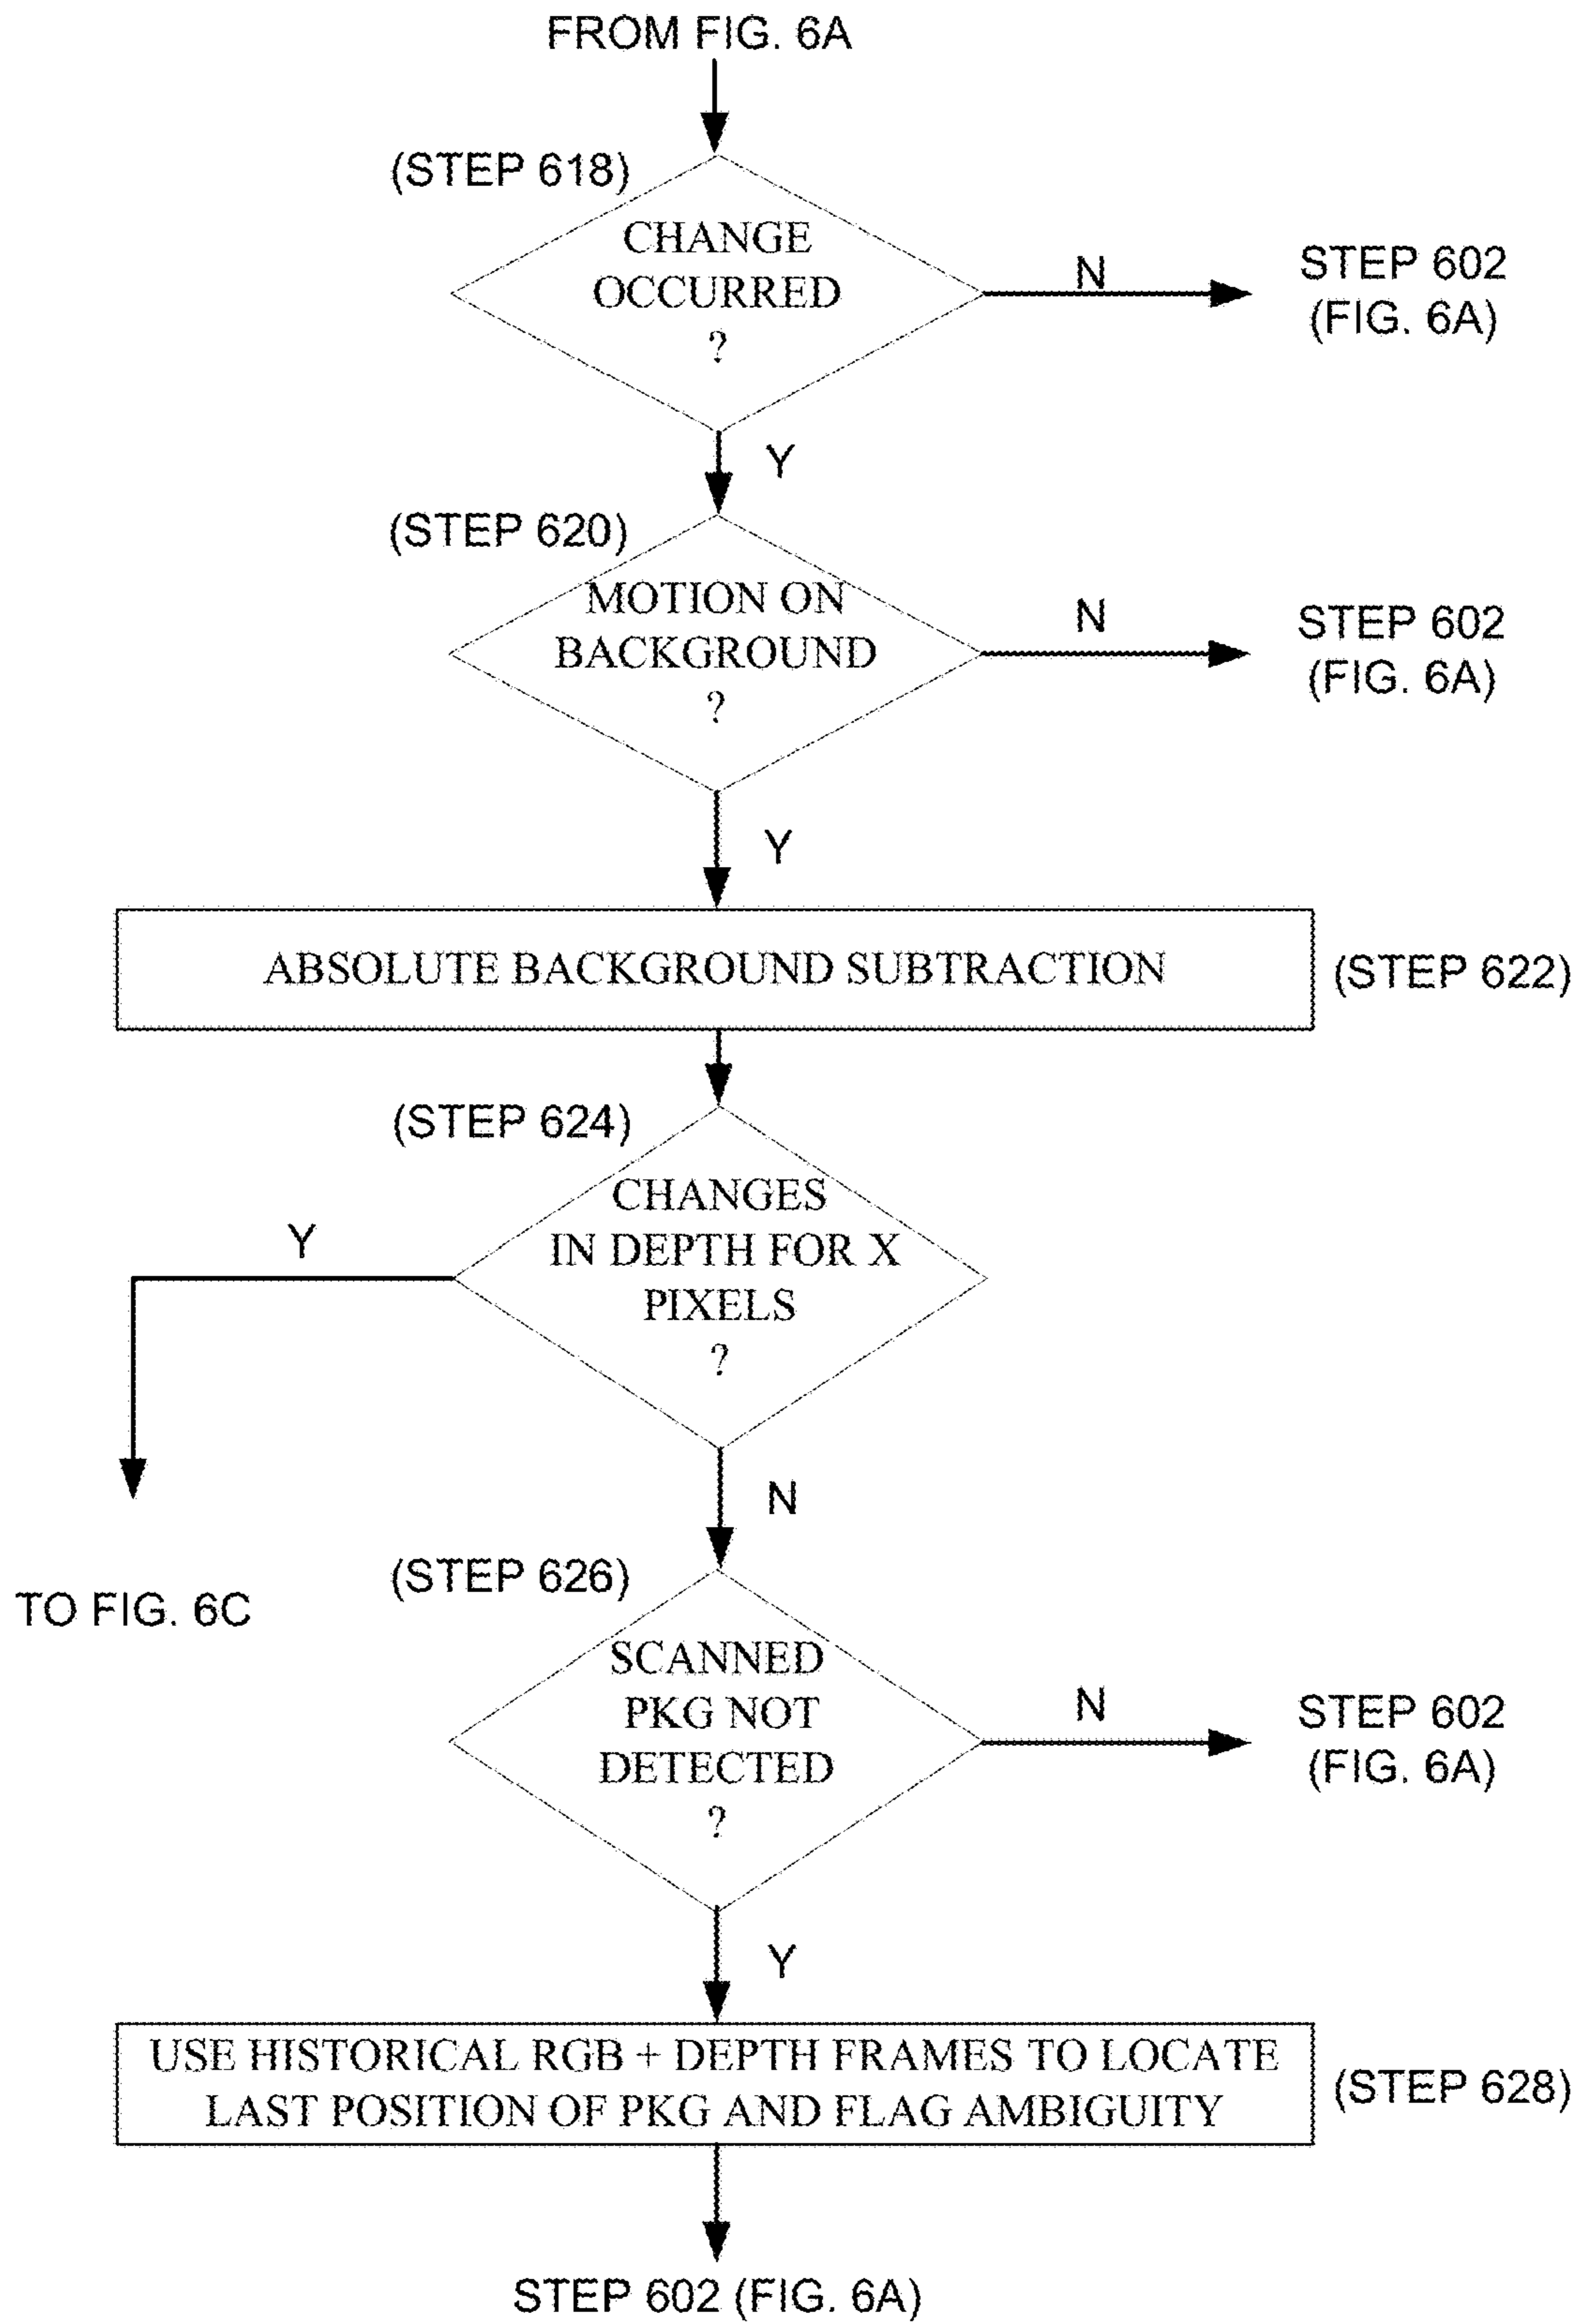 FROM FIG. 6A
(STEP 618)
CHANGE
OCCURRED
?
N
STEP 602
(FIG. 6A)
Y
(STEP 620)
MOTION ON
BACKGROUND
?
N
STEP 602
(FIG. 6A)
Y
ABSOLUTE BACKGROUND SUBTRACTION
(STEP 622)
(STEP 624)
CHANGES
IN DEPTH FOR X
PIXELS
?
Y
TO FIG. 6C
N
(STEP 626)
SCANNED
PKG NOT
DETECTED
?
N
STEP 602
(FIG. 6A)
Y
USE HISTORICAL RGB + DEPTH FRAMES TO LOCATE
LAST POSITION OF PKG AND FLAG AMBIGUITY
(STEP 628)
STEP 602 (FIG. 6A)